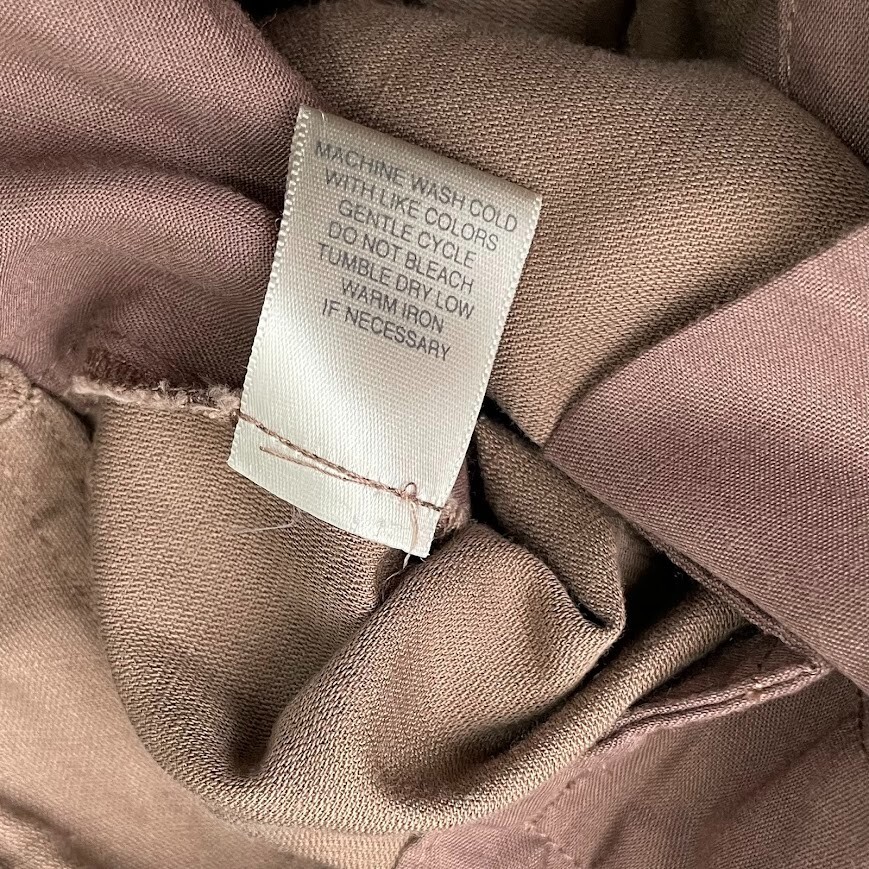 MACHINE WASH COLD
WITH LIKE COLORS
GENTLE CYCLE
DO NOT BLEACH
TUMBLE DRY LOW
WARM IRON
IF NECESSARY